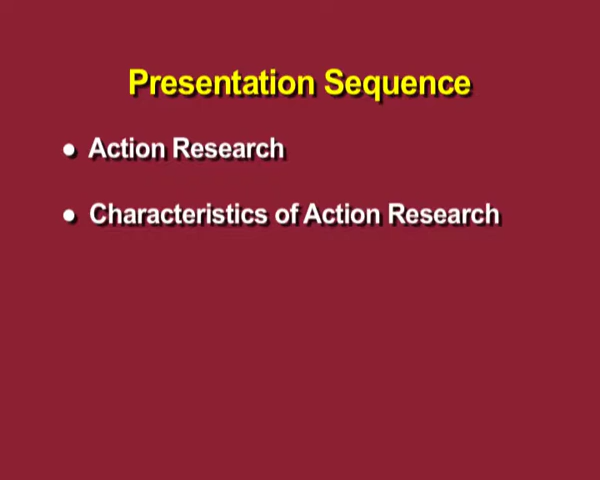 Presentation Sequence
• Action Research
• Characteristics of Action Research